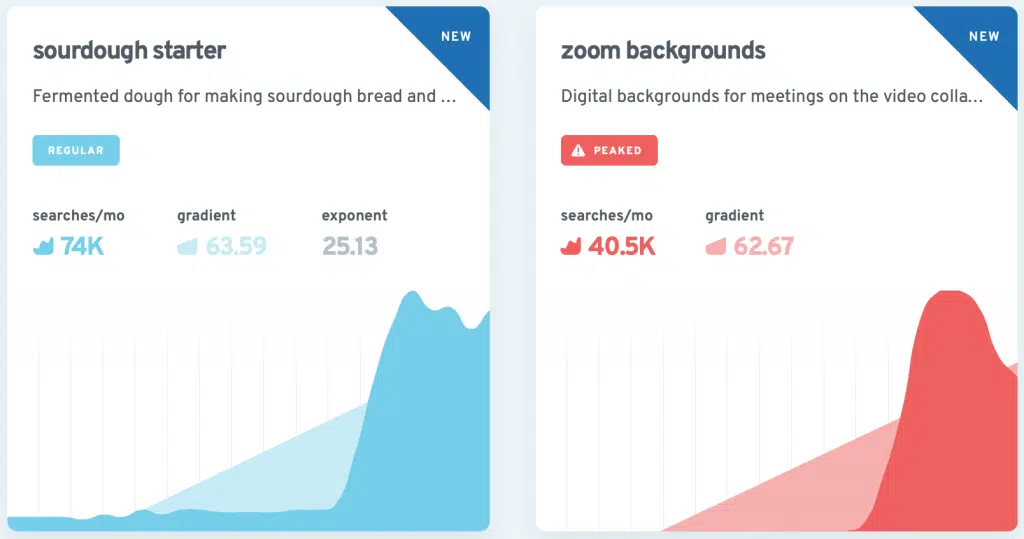 NEW
sourdough starter
Fermented dough for making sourdough bread and ...
REGULAR
searches/mo gradient exponent
74K 63.59 25.13
NEW
zoom backgrounds
Digital backgrounds for meetings on the video colla...
PEAKED
searches/mo gradient
40.5K 62.67